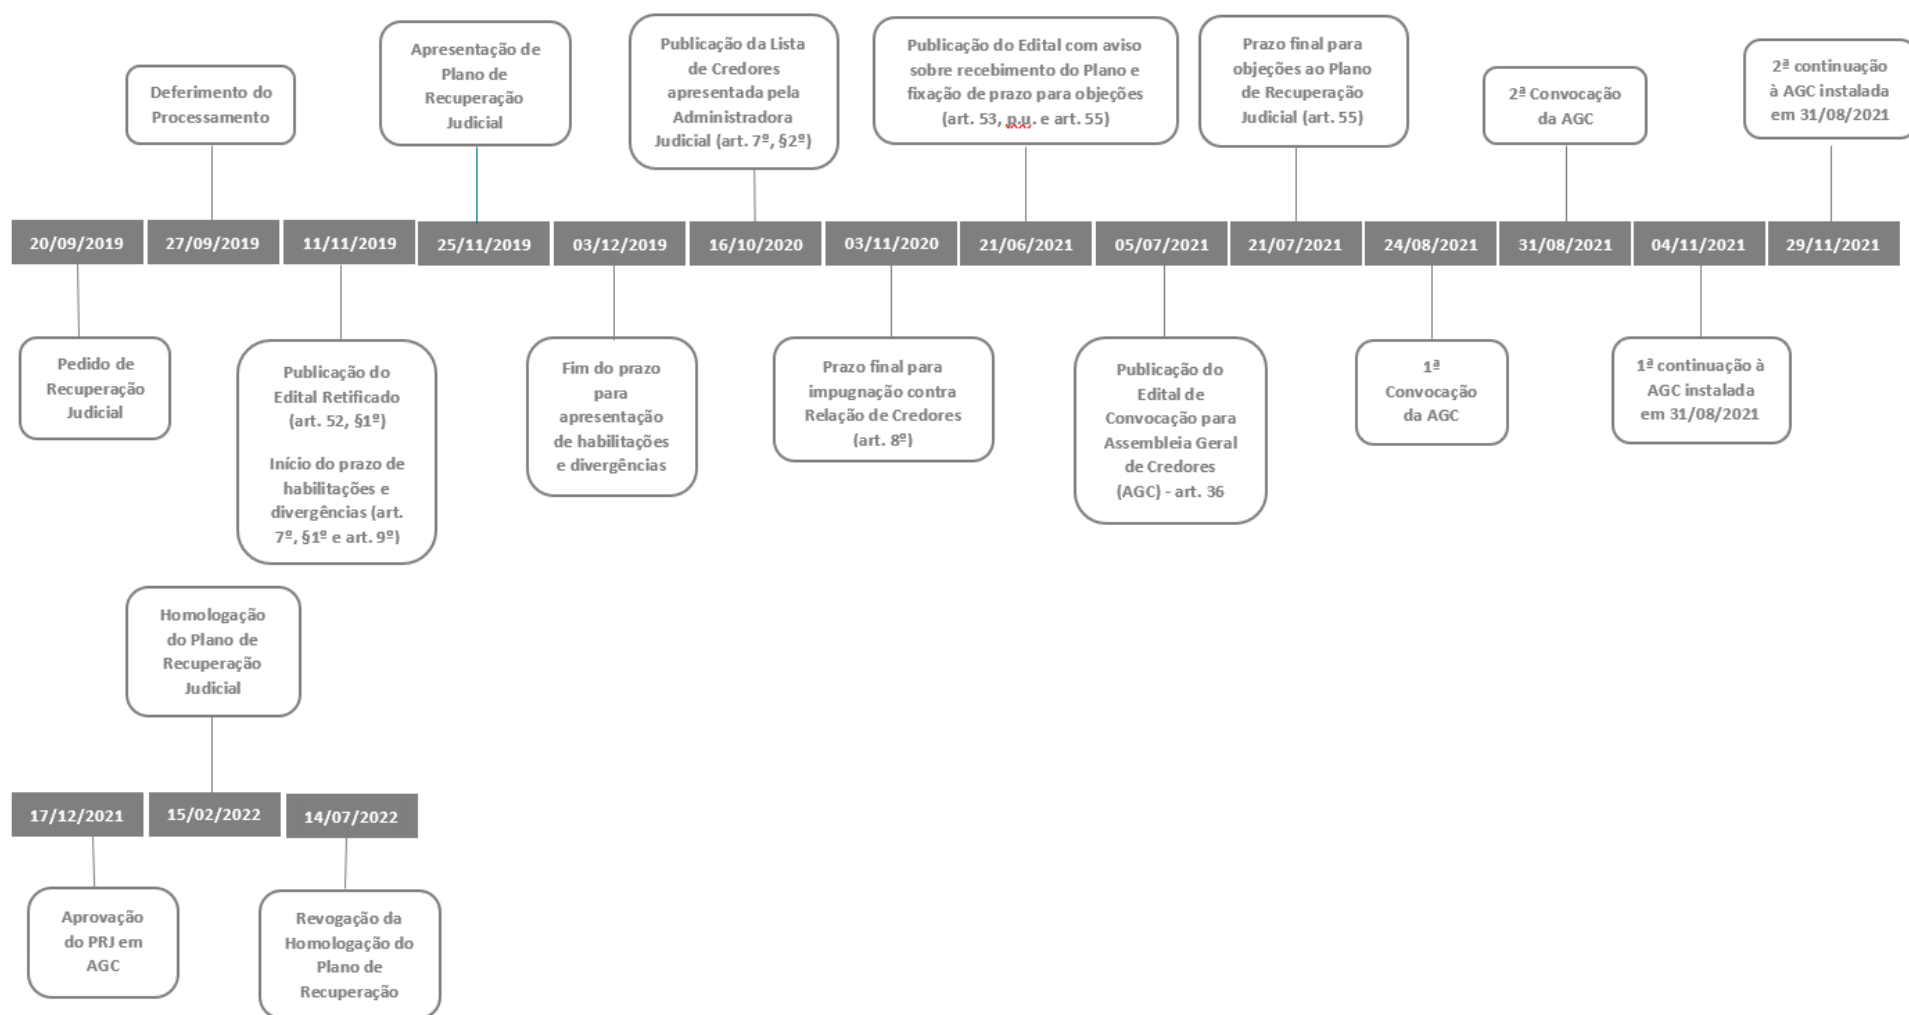 Deferimento do
Processamento
Apresentação de
Plano de
Recuperação
Judicial
Publicação da Lista
de Credores
apresentada pela
Administradora
Judicial (art. 7º, §2º)
Publicação do Edital com aviso
sobre recebimento do Plano e
fixação de prazo para objeções
(art. 53, p.u. e art. 55)
Prazo final para
objeções ao Plano
de Recuperação
Judicial (art. 55)
2ª Convocação
da AGC
2ª continuação
à AGC instalada
em 31/08/2021
20/09/2019
27/09/2019
11/11/2019
25/11/2019
03/12/2019
16/10/2020
03/11/2020
21/06/2021
05/07/2021
21/07/2021
24/08/2021
31/08/2021
04/11/2021
29/11/2021
Pedido de
Recuperação
Judicial
Publicação do
Edital Retificado
(art. 52, §1º)
Início do prazo de
habilitações e
divergências (art.
7º, §1º e art. 9º)
Fim do prazo
para
apresentação
de habilitações
e divergências
Prazo final para
impugnação contra
Relação de Credores
(art. 8º)
Publicação do
Edital de
Convocação para
Assembleia Geral
de Credores
(AGC) - art. 36
1ª
Convocação
da AGC
1ª continuação à
AGC instalada
em 31/08/2021
Homologação
do Plano de
Recuperação
Judicial
17/12/2021
15/02/2022
14/07/2022
Aprovação
do PRJ em
AGC
Revogação da
Homologação do
Plano de
Recuperação